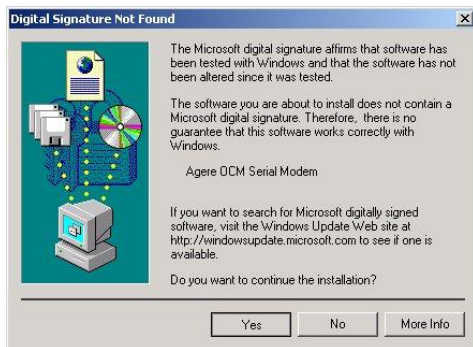 Digital Signature Not Found
The Microsoft digital signature affirms that software has
been tested with Windows and that the software has not
been altered since it was tested.
The software you are about to install does not contain a
Microsoft digital signature. Therefore, there is no
guarantee that this software works correctly with
Windows.
Agere OCM Serial Modem
If you want to search for Microsoft digitally signed
software, visit the Windows Update Web site at
http://windowsupdate.microsoft.com to see if one is
available.
Do you want to continue the installation?
Yes No More Info